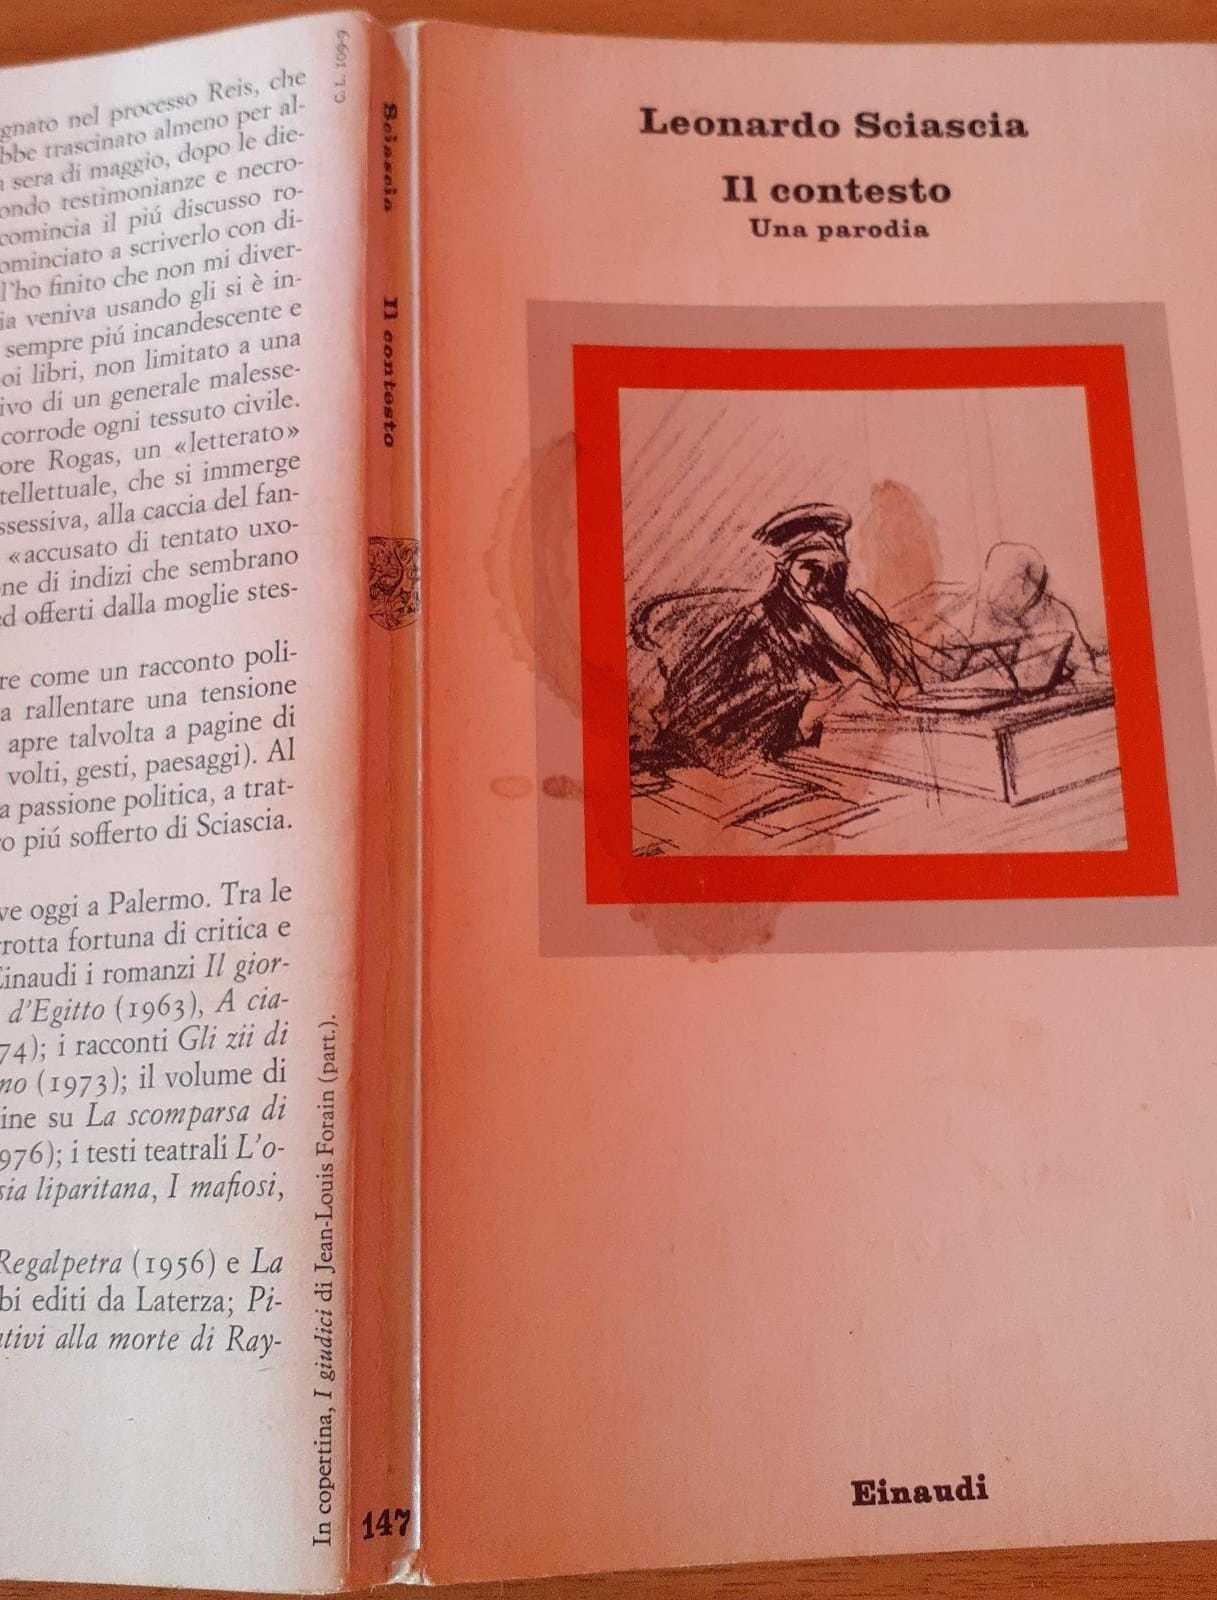 gnato nel processo Reis, che
bbe trascinato almeno per al-
sera di maggio, dopo le die-
ondo testimonianze e necro-
comincia il piú discusso ro-
ominciato a scriverlo con di-
l'ho finito che non mi diver-
ia veniva usando gli si è in-
sempre piú incandescente e
oi libri, non limitato a una
ivo di un generale malesse-
corrode ogni tessuto civile.
ore Rogas, un «letterato»
tellettuale, che si immerge
ssessiva, alla caccia del fan-
«accusato di tentato uxo-
ne di indizi che sembrano
ed offerti dalla moglie stes-
re come un racconto poli-
a rallentare una tensione
apre talvolta a pagine di
volti, gesti, paesaggi). Al
a passione politica, a trat-
ro piú sofferto di Sciascia.
ve oggi a Palermo. Tra le
rrotta fortuna di critica e
Einaudi i romanzi Il gior-
d'Egitto (1963), A cia-
74); i racconti Gli zii di
no (1973); il volume di
ine su La scomparsa di
976); i testi teatrali L'o-
sia liparitana, I mafiosi,
Regalpetra (1956) e La
bi editi da Laterza; Pi-
ativi alla morte di Ray-
G. L. 109-9
In copertina, I giudici di Jean-Louis Forain (part.).
Sciascia Il contesto
147
Leonardo Sciascia
Il contesto
Una parodia
Einaudi